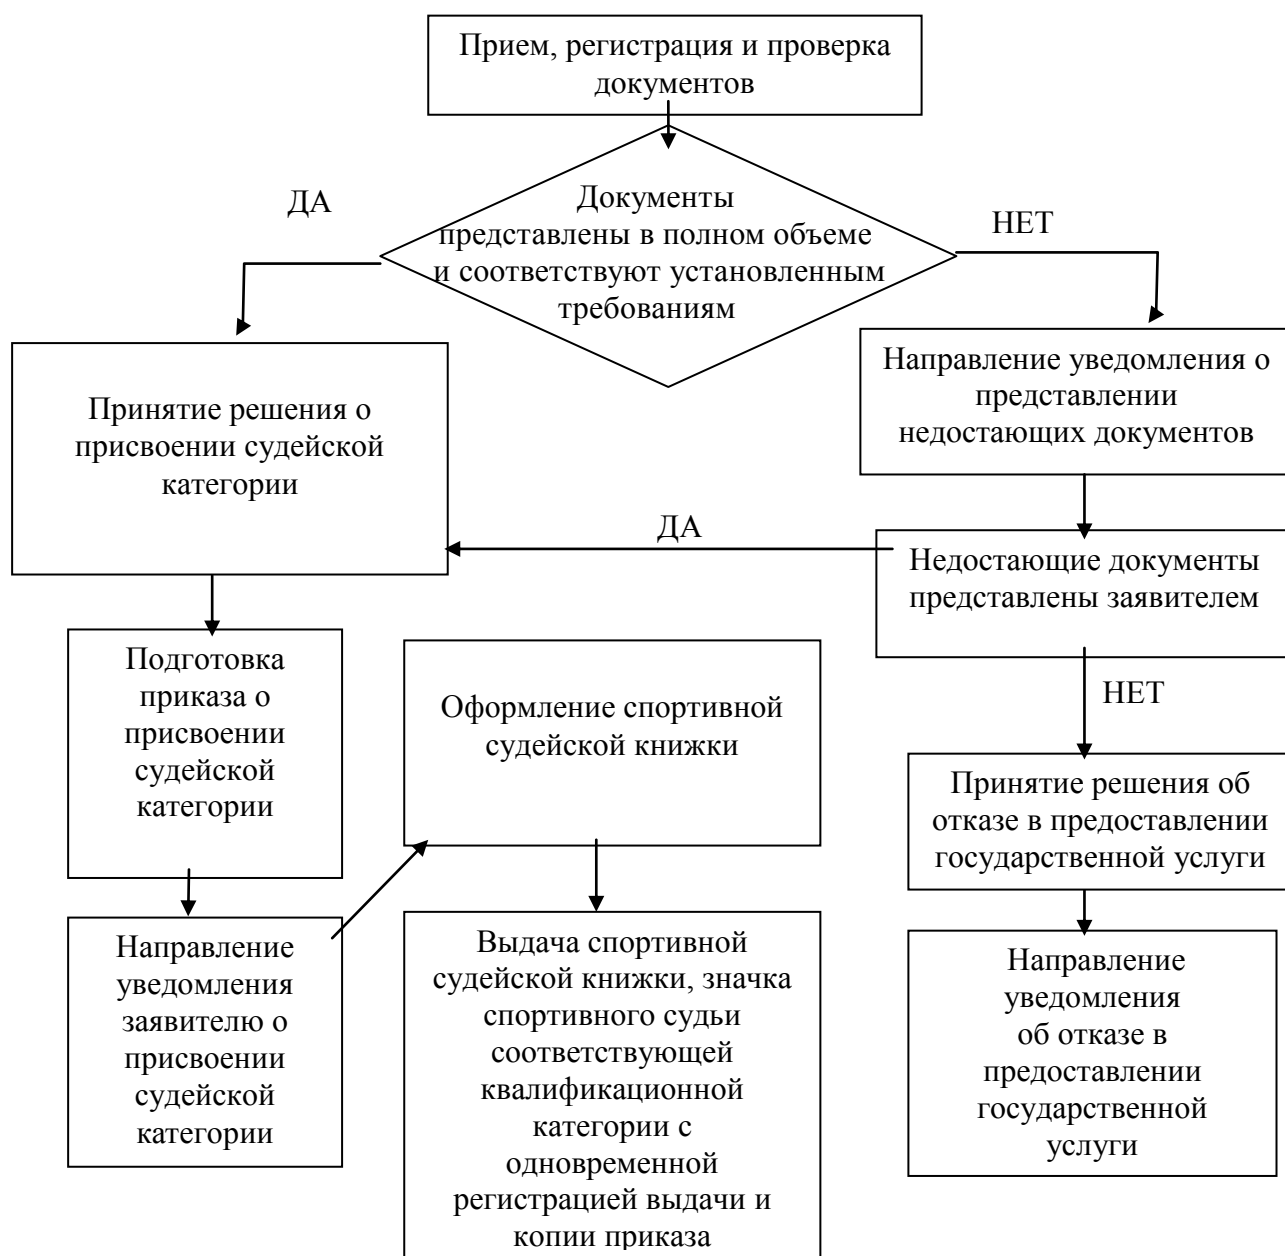 Прием, регистрация и проверка
документов
ДА
Документы
представлены в полном объеме
и соответствуют установленным
требованиям
НЕТ
Принятие решения о
присвоении судейской
категории
Направление уведомления о
представлении
недостающих документов
ДА
Недостающие документы
представлены заявителем
Подготовка
приказа о
присвоении
судейской
категории
Оформление спортивной
судейской книжки
НЕТ
Принятие решения об
отказе в предоставлении
государственной услуги
Направление
уведомления
заявителю о
присвоении
судейской
категории
Выдача спортивной
судейской книжки, значка
спортивного судьи
соответствующей
квалификационной
категории с
одновременной
регистрацией выдачи и
копии приказа
Направление
уведомления
об отказе в
предоставлении
государственной
услуги